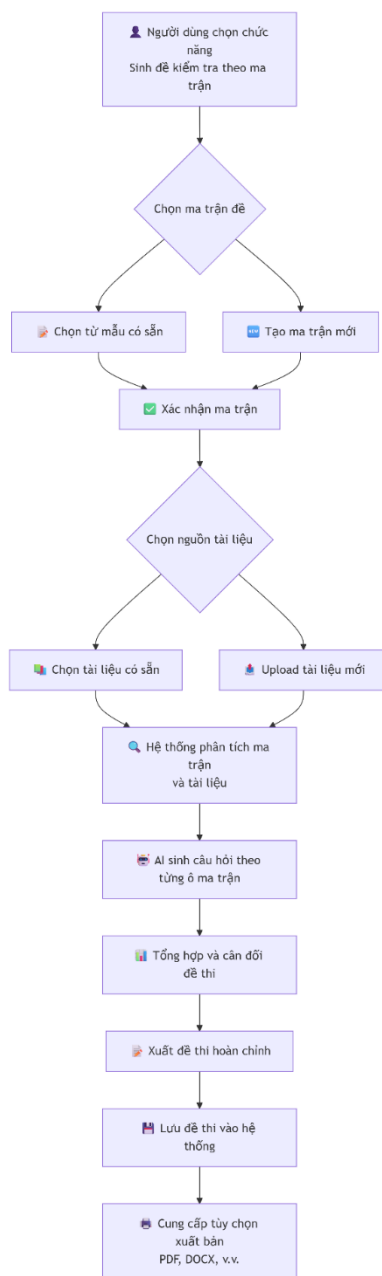 👤 Người dùng chọn chức
năng
Sinh đề kiểm tra theo ma
trận
Chọn ma trận đề
📝 Chọn từ mẫu có sẵn
🆕 Tạo ma trận mới
✅ Xác nhận ma trận
Chọn nguồn tài liệu
📚 Chọn tài liệu có sẵn
📤 Upload tài liệu mới
🔍 Hệ thống phân tích ma
trận
và tài liệu
🤖 AI sinh câu hỏi theo
từng ô ma trận
📊 Tổng hợp và cân đối
đề thi
📝 Xuất đề thi hoàn chỉnh
💾 Lưu đề thi vào hệ
thống
🖨️ Cung cấp tùy chọn
xuất bản
PDF, DOCX, v.v.